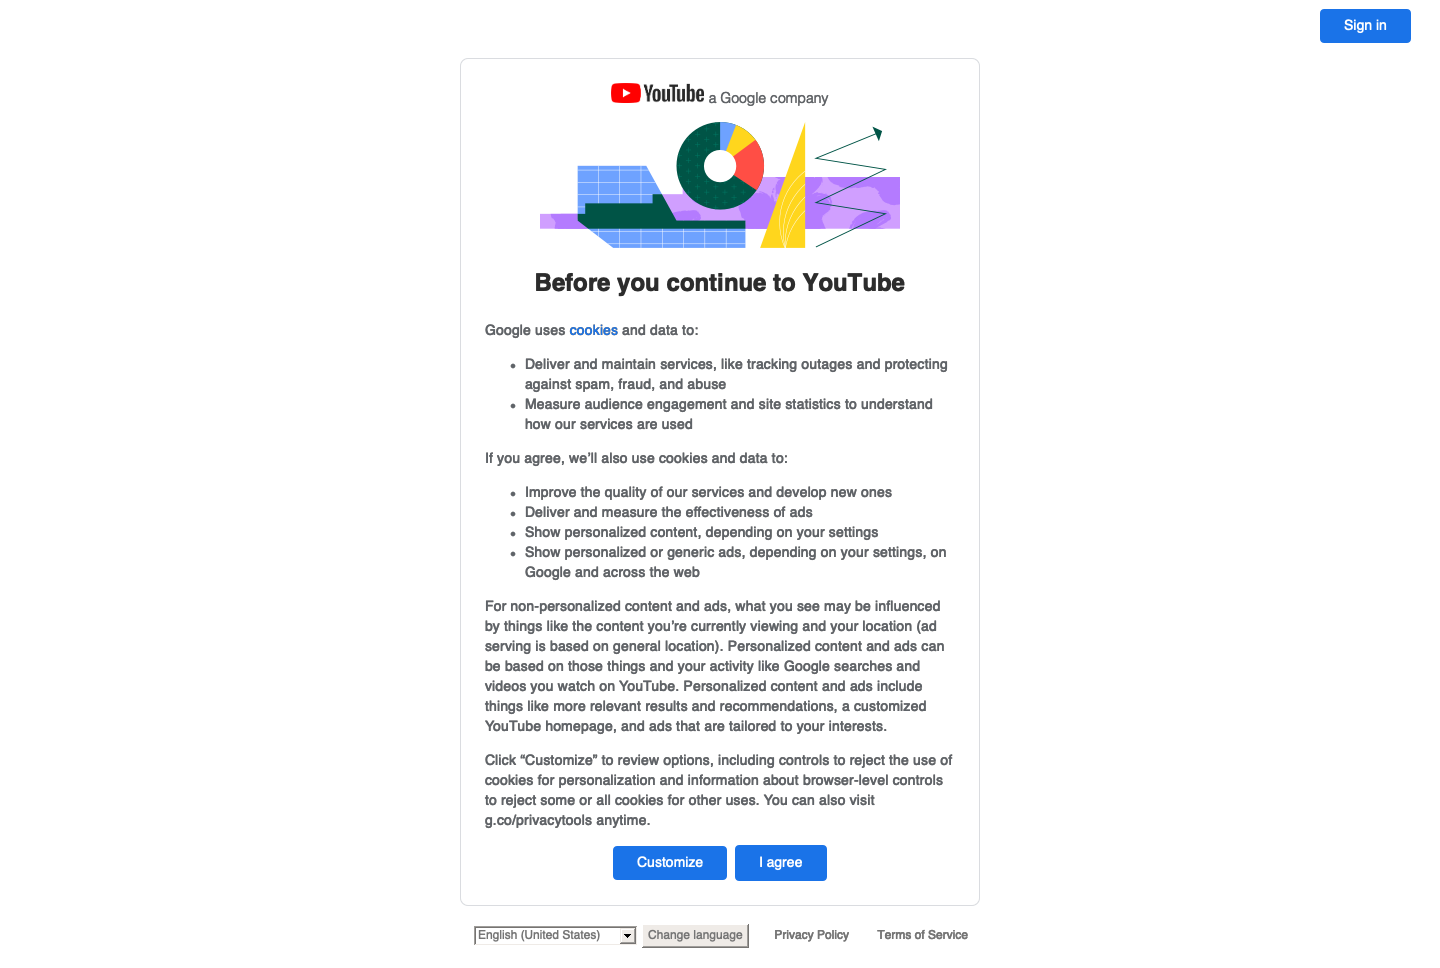 Sign in
YouTube a Google company
Before you continue to YouTube
Google uses cookies and data to:
• Deliver and maintain services, like tracking outages and protecting
against spam, fraud, and abuse
• Measure audience engagement and site statistics to understand
how our services are used
If you agree, we’ll also use cookies and data to:
• Improve the quality of our services and develop new ones
• Deliver and measure the effectiveness of ads
• Show personalized content, depending on your settings
• Show personalized or generic ads, depending on your settings, on
Google and across the web
For non-personalized content and ads, what you see may be influenced
by things like the content you’re currently viewing and your location (ad
serving is based on general location). Personalized content and ads can
be based on those things and your activity like Google searches and
videos you watch on YouTube. Personalized content and ads include
things like more relevant results and recommendations, a customized
YouTube homepage, and ads that are tailored to your interests.
Click “Customize” to review options, including controls to reject the use of
cookies for personalization and information about browser-level controls
to reject some or all cookies for other uses. You can also visit
g.co/privacytools anytime.
Customize I agree
English (United States) Change language Privacy Policy Terms of Service